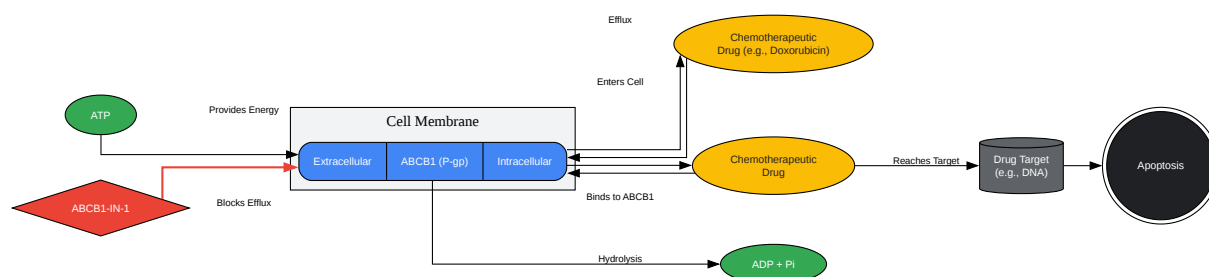 Efflux
Chemotherapeutic
Drug (e.g., Doxorubicin)
Enters Cell
ATP
Provides Energy
Cell Membrane
Extracellular
ABCB1 (P-gp)
Intracellular
Chemotherapeutic
Drug
Reaches Target
Drug Target
(e.g., DNA)
Apoptosis
ABCB1-IN-1
Blocks Efflux
Binds to ABCB1
Hydrolysis
ADP + Pi